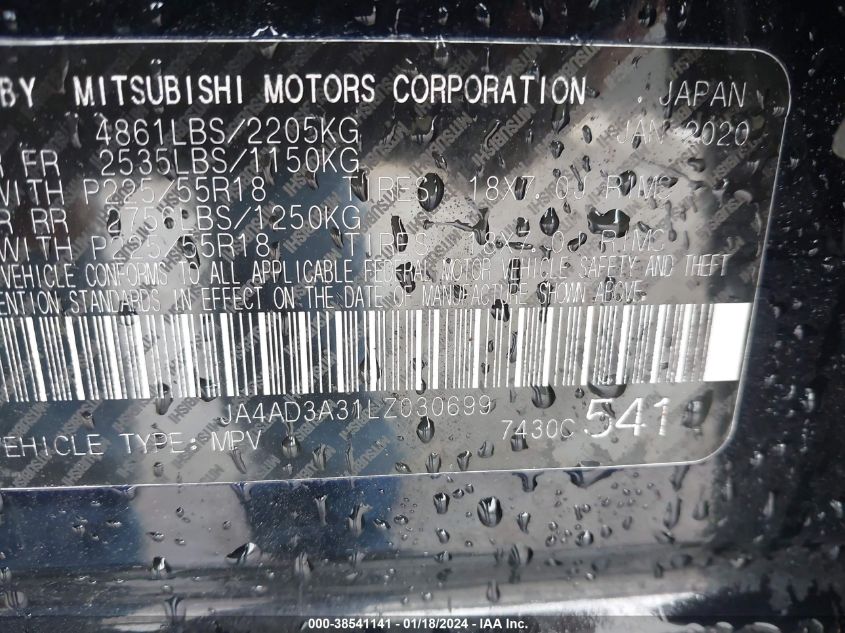 BY MITSUBISHI MOTORS CORPORATION JAPAN
4861LBS/2205KG JAN 2020
R FR 2535LBS/1150KG
WITH P225/55R18 TIRES, 18X7.0J RIMS
R RR 2756LBS/1250KG
WITH P225/55R18 TIRES, 18X7.0J RIMS
VEHICLE CONFORMS TO ALL APPLICABLE FEDERAL MOTOR VEHICLE SAFETY AND THEFT
ENTION STANDARDS IN EFFECT ON THE DATE OF MANUFACTURE SHOWN ABOVE.
JA4AD3A31LZ030699
VEHICLE TYPE: MPV 7430C 541
000-38541141 - 01/18/2024 - IAA Inc.